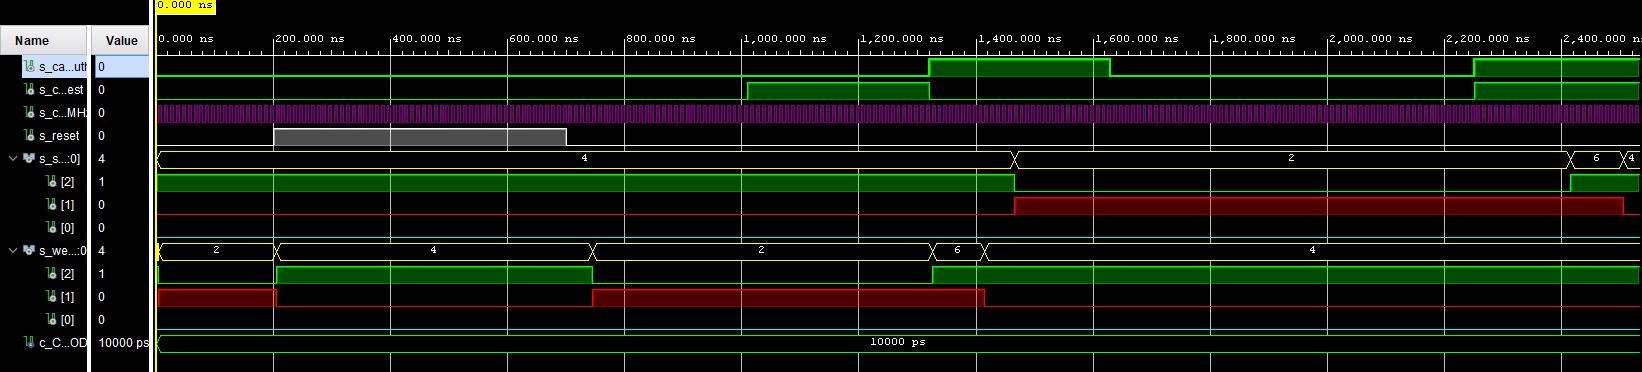 0.000 ns
Name Value
0.000 ns 200.000 ns 400.000 ns 600.000 ns 800.000 ns 1,000.000 ns 1,200.000 ns 1,400.000 ns 1,600.000 ns 1,800.000 ns 2,000.000 ns 2,200.000 ns 2,400.000 ns
s_ca...uth 0
s_c...est 0
s_c...MHz 0
s_reset 0
s_s...:0] 4 4 2 6 4
[2] 1
[1] 0
[0] 0
s_we...:0 4 2 4 2 6 4
[2] 1
[1] 0
[0] 0
c_C...OD 10000 ps 10000 ps